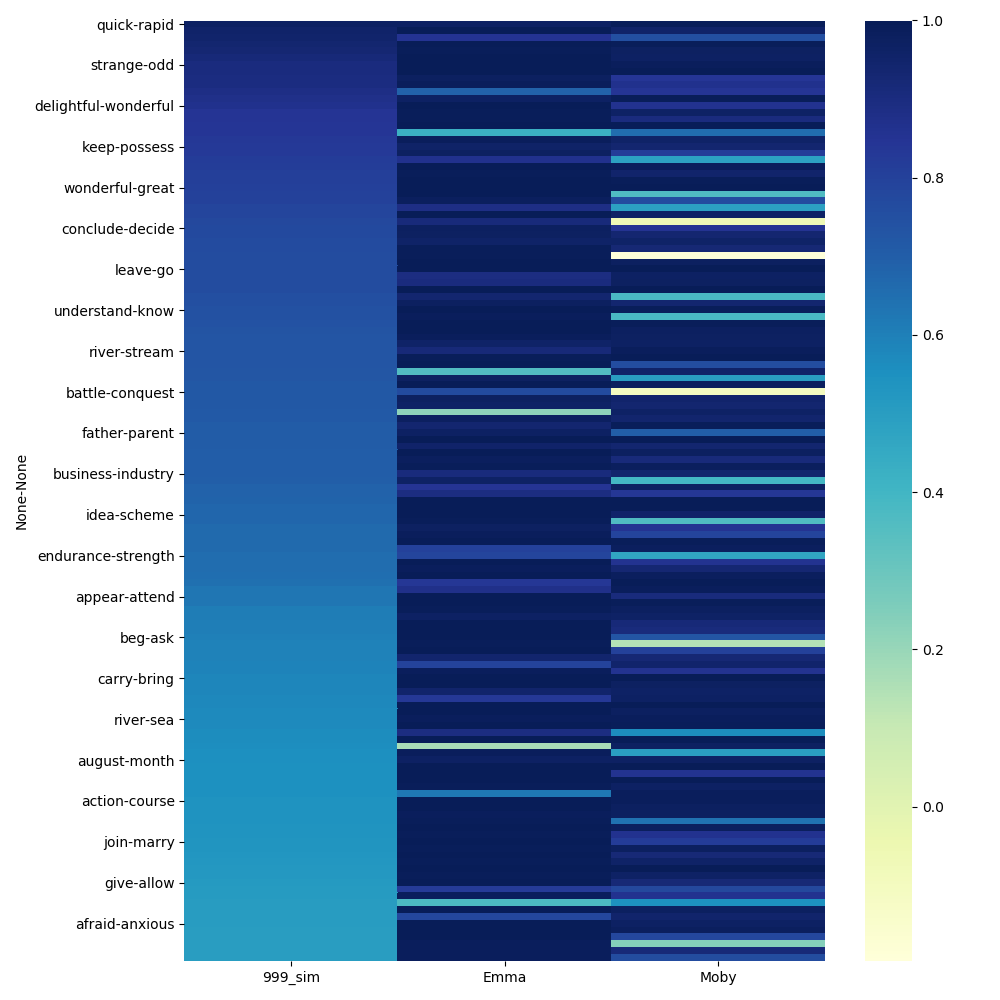 quick-rapid
strange-odd
delightful-wonderful
keep-possess
wonderful-great
conclude-decide
leave-go
understand-know
river-stream
battle-conquest
father-parent
business-industry
idea-scheme
endurance-strength
appear-attend
beg-ask
carry-bring
river-sea
august-month
action-course
join-marry
give-allow
afraid-anxious
None-None
999_sim
Emma
Moby
1.0
0.8
0.6
0.4
0.2
0.0